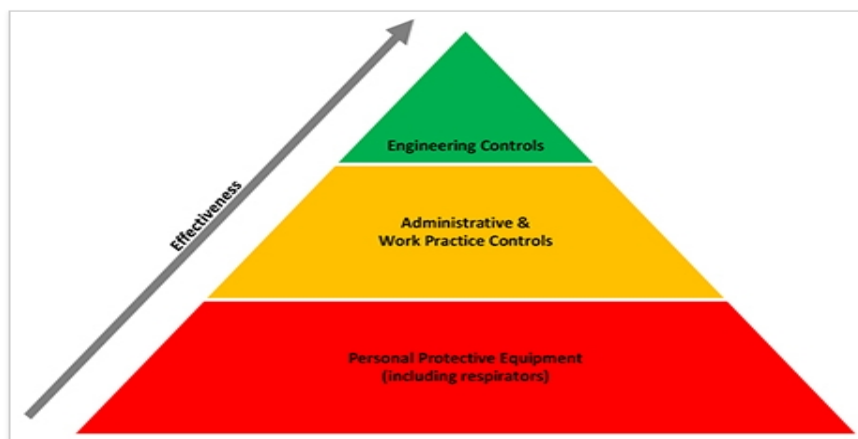 Effectiveness
Engineering Controls
Administrative &
Work Practice Controls
Personal Protective Equipment
(including respirators)